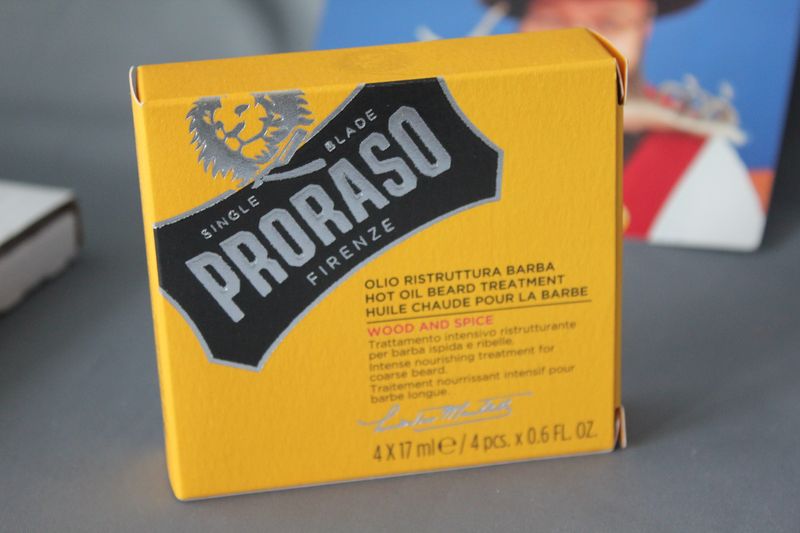 SINGLE BLADE
PRORASO
FIRENZE
OLIO RISTRUTTURA BARBA
HOT OIL BEARD TREATMENT
HUILE CHAUDE POUR LA BARBE
WOOD AND SPICE
Trattamento intensivo ristrutturante
per barba ispida e ribelle.
Intense nourishing treatment for
coarse beard.
Traitement nourrissant intensif pour
barbe longue.
4 X 17 ml ℮ / 4 pcs. x 0.6 FL. OZ.